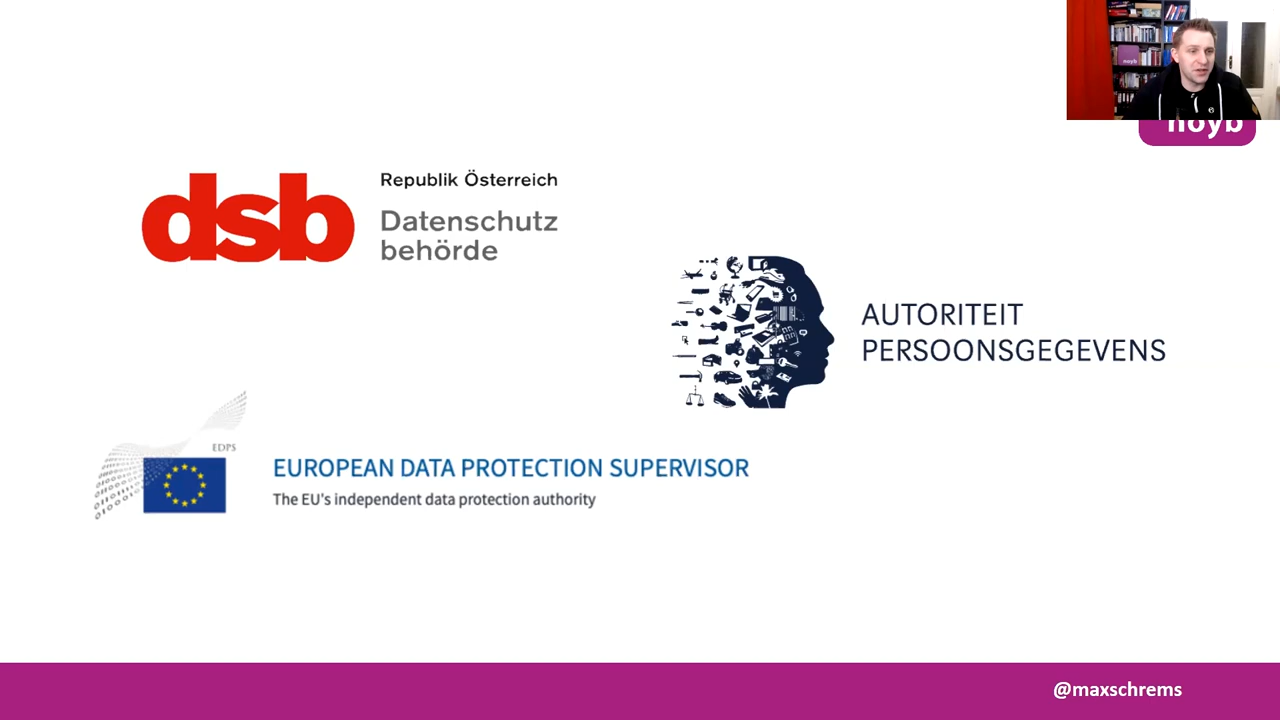 noyb
noyb
Republik Österreich
dsb
Datenschutz
behörde
AUTORITEIT
PERSOONSGEGEVENS
EDPS
EUROPEAN DATA PROTECTION SUPERVISOR
The EU's independent data protection authority
@maxschrems